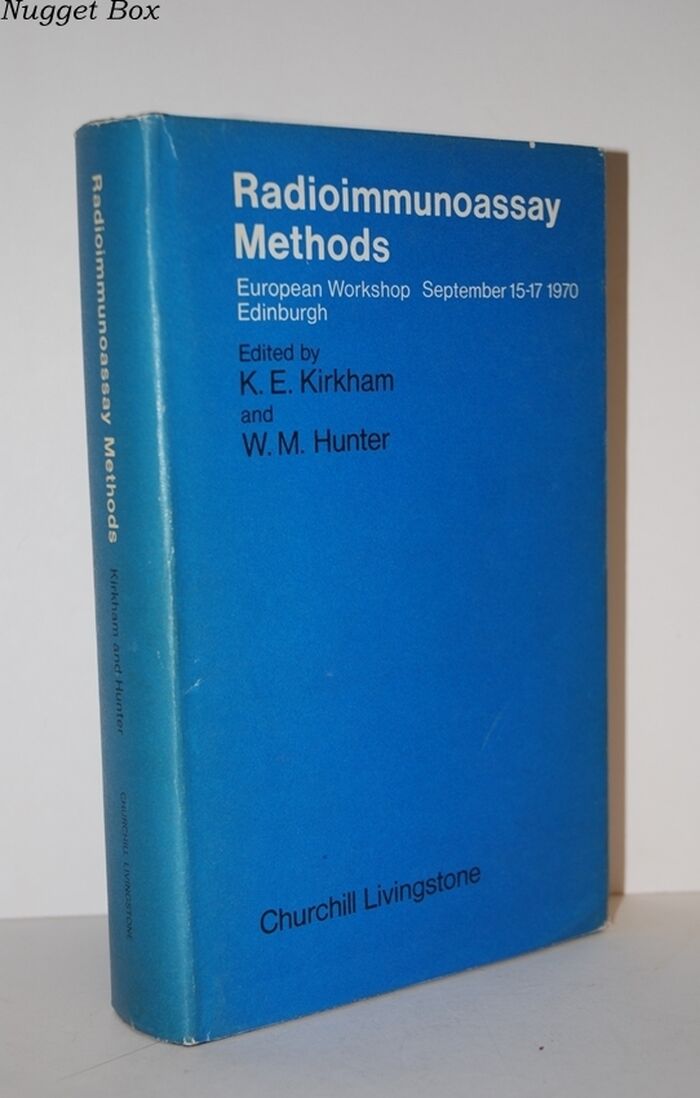 Nugget Box
Radioimmunoassay
Methods
European Workshop September 15-17 1970
Edinburgh
Edited by
K. E. Kirkham
and
W. M. Hunter
Churchill Livingstone
Radioimmunoassay Methods
Kirkham and Hunter
CHURCHILL LIVINGSTONE